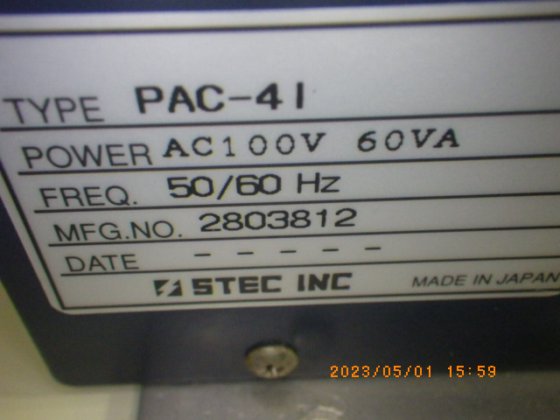 TYPE PAC-41
POWER AC100V 60VA
FREQ. 50/60 Hz
MFG.NO. 2803812
DATE - - - - -
STEC INC MADE IN JAPAN
2023/05/01 15:59